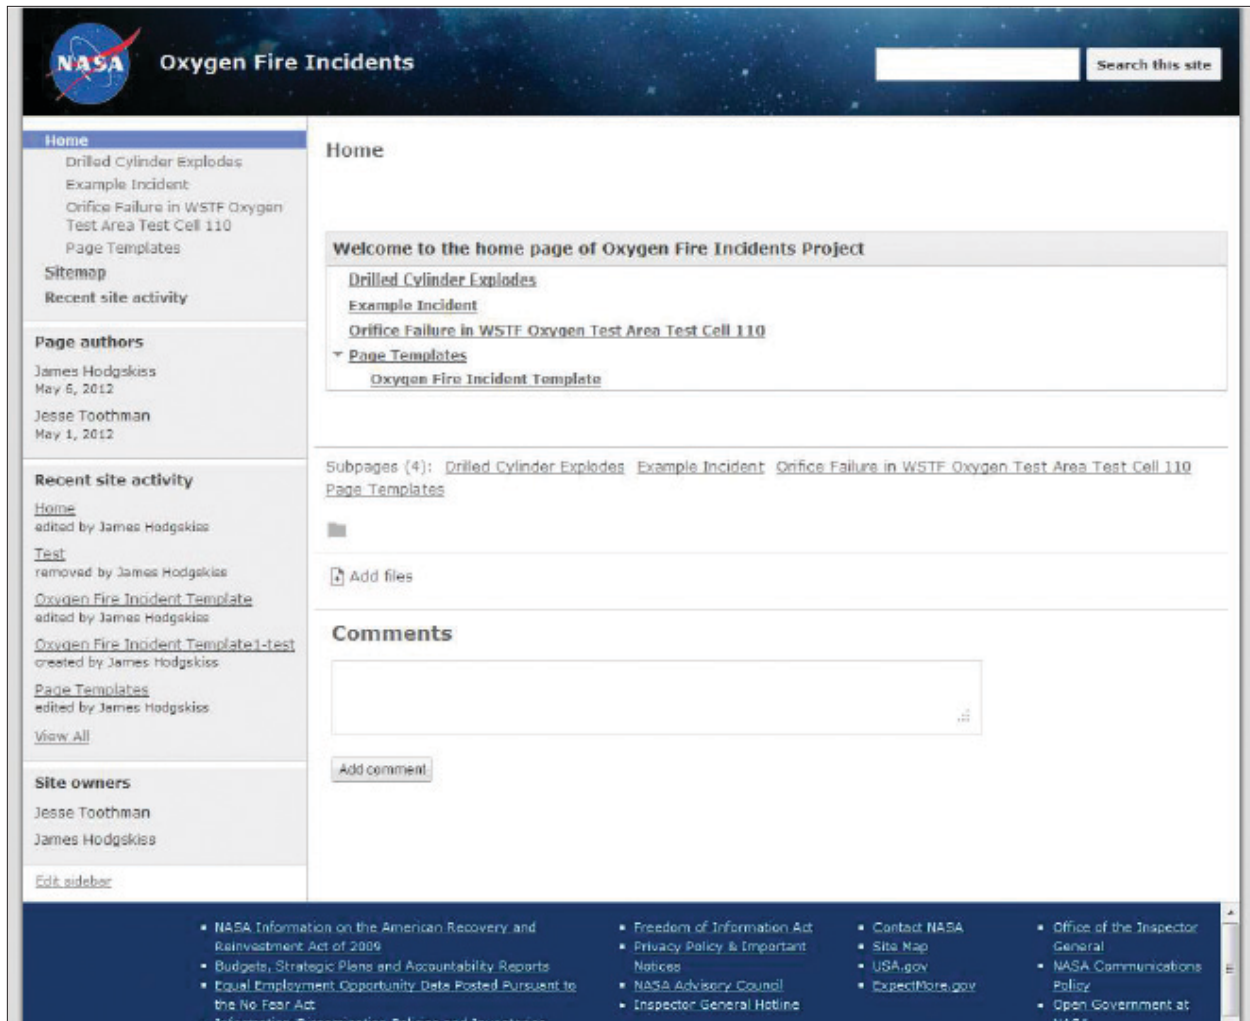 NASA
Oxygen Fire Incidents
Search this site
Home
Drilled Cylinder Explodes
Example Incident
Orifice Failure in WSTF Oxygen
Test Area Test Cell 110
Page Templates
Sitemap
Recent site activity
Page authors
James Hodgskiss
May 6, 2012
Jesse Toothman
May 1, 2012
Recent site activity
Home
edited by James Hodgskiss
Test
removed by James Hodgskiss
Oxygen Fire Incident Template
edited by James Hodgskiss
Oxygen Fire Incident Template1-test
created by James Hodgskiss
Page Templates
edited by James Hodgskiss
View All
Site owners
Jesse Toothman
James Hodgskiss
Edit sidebar
Home
Welcome to the home page of Oxygen Fire Incidents Project
Drilled Cylinder Explodes
Example Incident
Orifice Failure in WSTF Oxygen Test Area Test Cell 110
Page Templates
Oxygen Fire Incident Template
Subpages (4): Drilled Cylinder Explodes Example Incident Orifice Failure in WSTF Oxygen Test Area Test Cell 110
Page Templates
Add files
Comments
Add comment
NASA Information on the American Recovery and
Reinvestment Act of 2009
Budgets, Strategic Plans and Accountability Reports
Equal Employment Opportunity Data Posted Pursuant to
the No Fear Act
Freedom of Information Act
Privacy Policy & Important
Notices
NASA Advisory Council
Inspector General Hotline
Contact NASA
Site Map
USA.gov
ExpectMore.gov
Office of the Inspector
General
NASA Communications
Policy
Open Government at